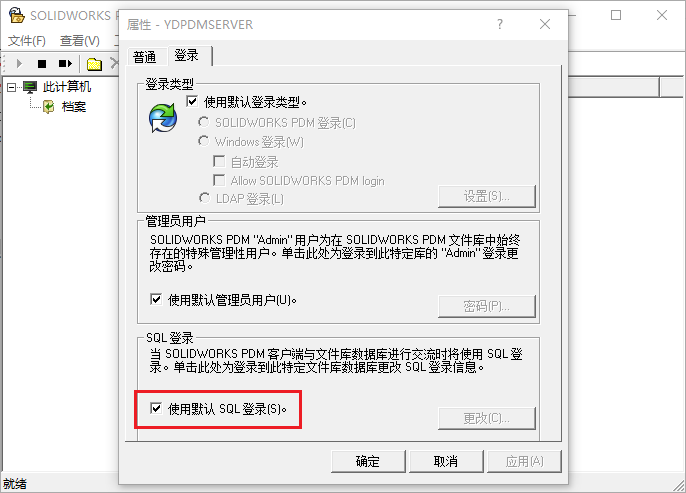 SOLIDWORKS PDM
文件(F) 查看(V)
此计算机
档案
属性 - YDPDMSERVER
普通 登录
登录类型
使用默认登录类型。
SOLIDWORKS PDM 登录(C)
Windows 登录(W)
自动登录
Allow SOLIDWORKS PDM login
LDAP 登录(L)
设置(S)...
管理员用户
SOLIDWORKS PDM "Admin" 用户为在 SOLIDWORKS PDM 文件库中始终
存在的特殊管理性用户。单击此处为登录到此特定库的 "Admin" 登录更
改密码。
使用默认管理员用户(U)。
密码(P)...
SQL 登录
当 SOLIDWORKS PDM 客户端与文件库数据库进行交流时将使用 SQL 登
录。单击此处为登录到此特定文件库数据库更改 SQL 登录信息。
使用默认 SQL 登录(S)。
更改(C)...
确定 取消 应用(A)
就绪